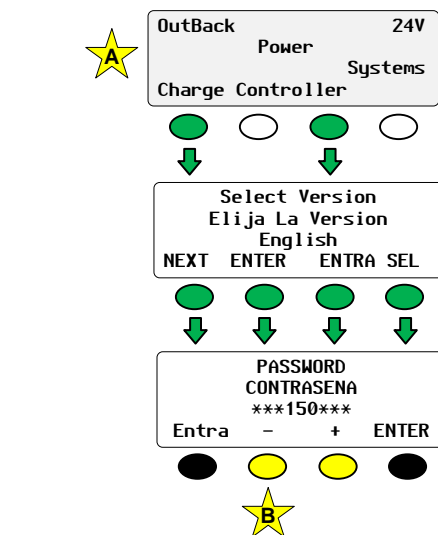 OutBack 24V
Power
A
Systems
Charge Controller
Select Version
Elija La Version
English
NEXT ENTER ENTRA SEL
PASSWORD
CONTRASENA
***150***
Entra - + ENTER
B